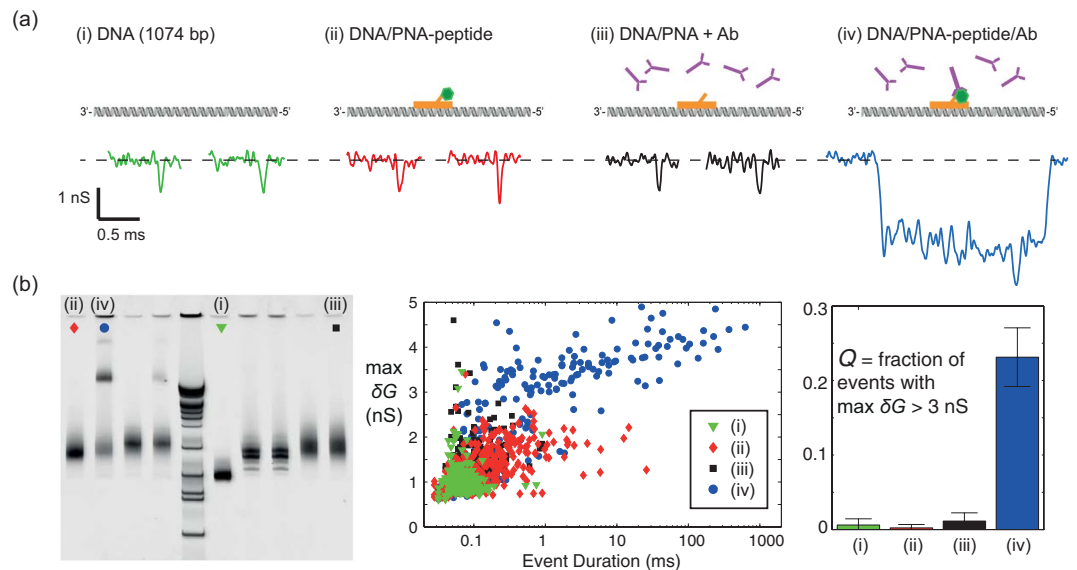 (a)
(i) DNA (1074 bp)
(ii) DNA/PNA-peptide
(iii) DNA/PNA + Ab
(iv) DNA/PNA-peptide/Ab
3'- -5'
3'- -5'
3'- -5'
3'- -5'
1 nS
0.5 ms
(b)
(ii) (iv) (i) (iii)
max
δG
(nS)
5
4
3
2
1
0
0.1 1 10 100 1000
Event Duration (ms)
(i)
(ii)
(iii)
(iv)
0.3
0.2
0.1
0
Q = fraction of
events with
max δG > 3 nS
(i) (ii) (iii) (iv)